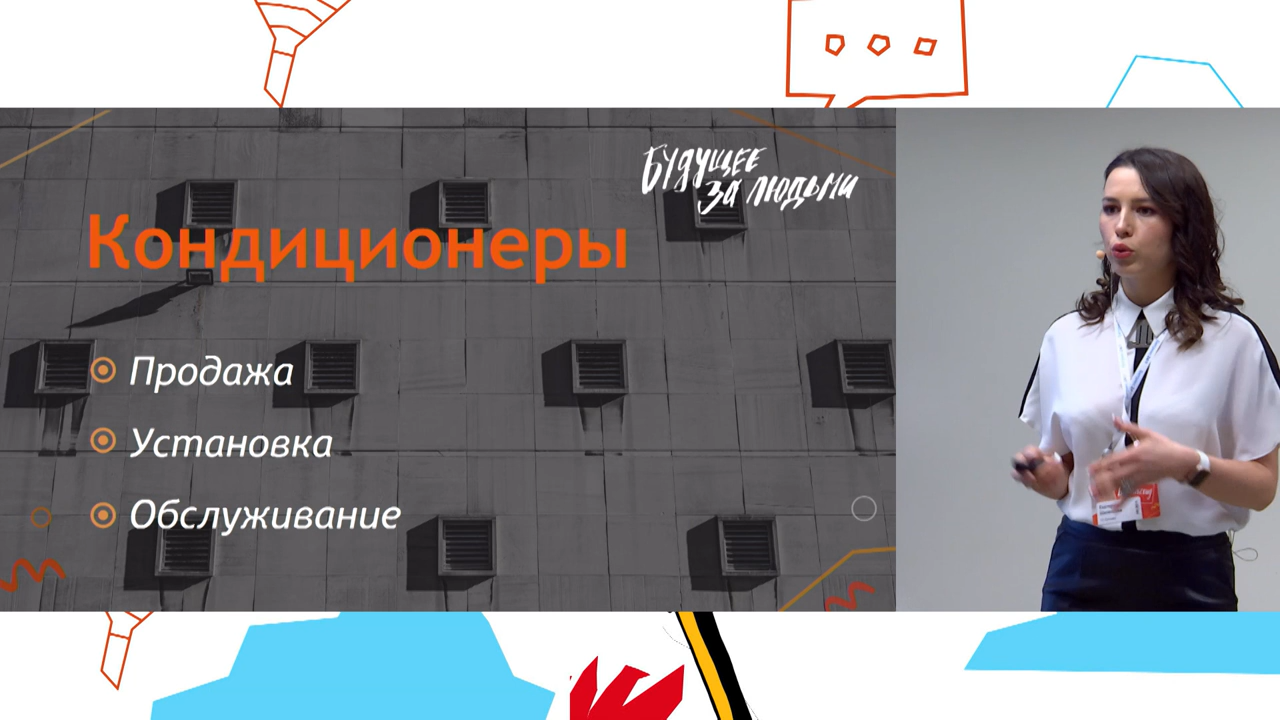 БУДУЩЕЕ
ЗА ЛЮДЬМИ
Кондиционеры
Продажа
Установка
Обслуживание